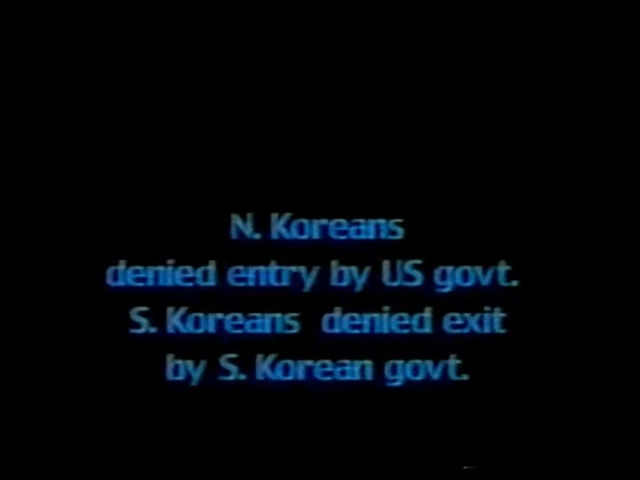 N. Koreans
denied entry by US govt.
S. Koreans denied exit
by S. Korean govt.